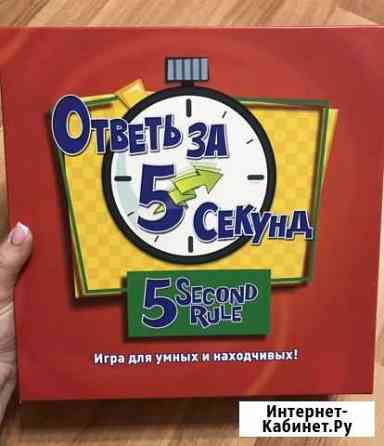 Ответь за
5 секунд
5 Second
Rule
Игра для умных и находчивых!
Интернет-
Кабинет.Ру